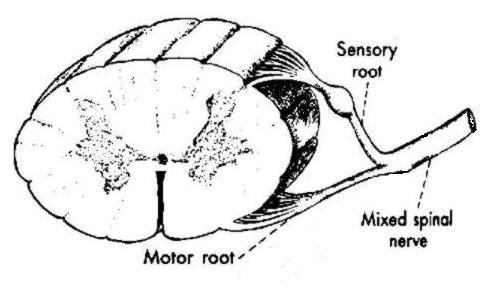 Sensory
root
Mixed spinal
nerve
Motor root